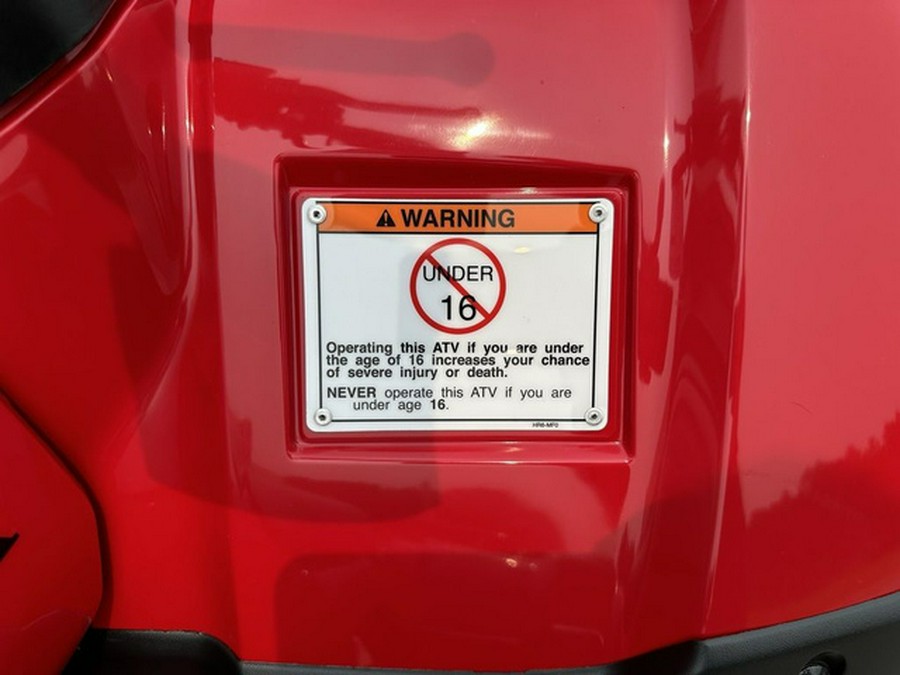 WARNING
UNDER
16
Operating this ATV if you are under
the age of 16 increases your chance
of severe injury or death.
NEVER operate this ATV if you are
under age 16.